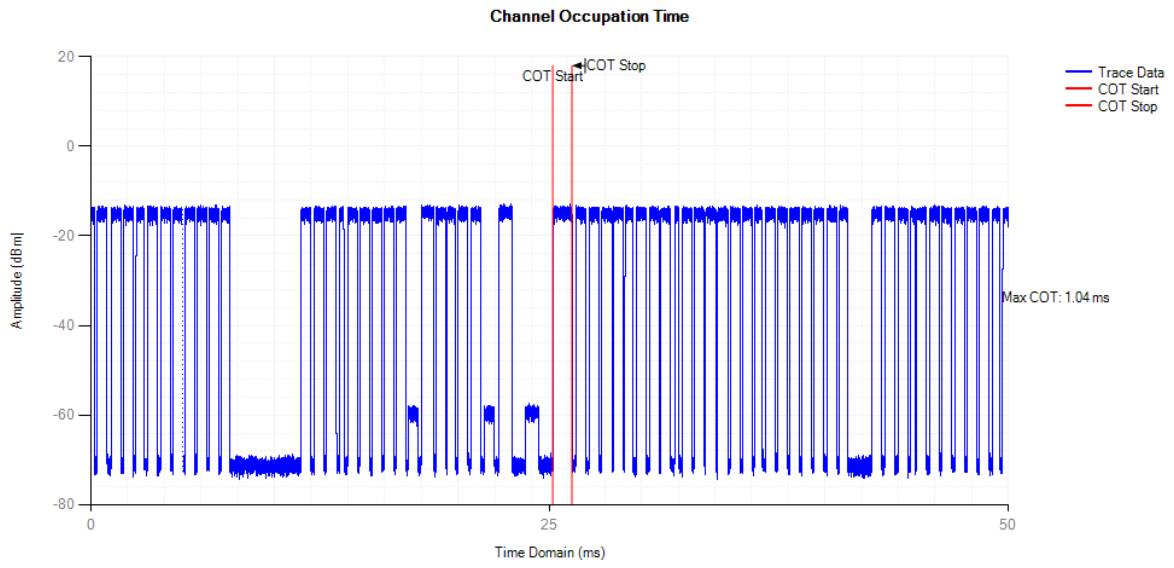 Channel Occupation Time
20
0
-20
-40
-60
-80
Amplitude (dBm|
COT Start
COT Stop
Trace Data
COT Start
COT Stop
Max COT: 1.04 ms
0
25
50
Time Domain (ms)